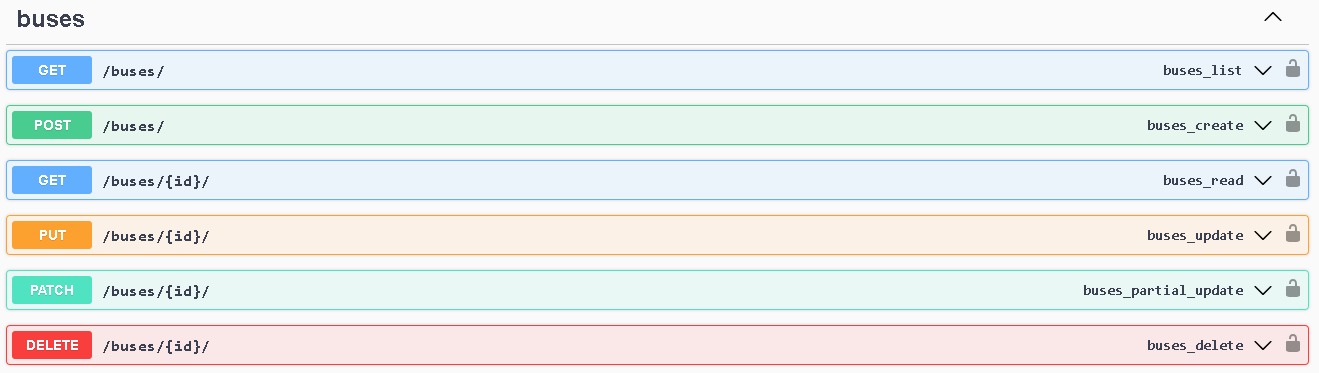 buses
GET /buses/ buses_list
POST /buses/ buses_create
GET /buses/{id}/ buses_read
PUT /buses/{id}/ buses_update
PATCH /buses/{id}/ buses_partial_update
DELETE /buses/{id}/ buses_delete